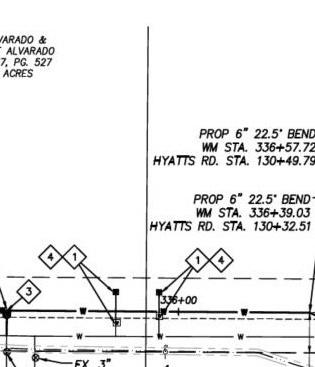 VARADO &
ALVARADO
7, PG. 527
ACRES
PROP 6" 22.5° BEND
WM STA. 336+57.72
HYATTS RD. STA. 130+49.79
PROP 6" 22.5° BEND
WM STA. 336+39.03
HYATTS RD. STA. 130+32.51
4 1
1 4
3
336+00
W W W
W W W
EX. 3"